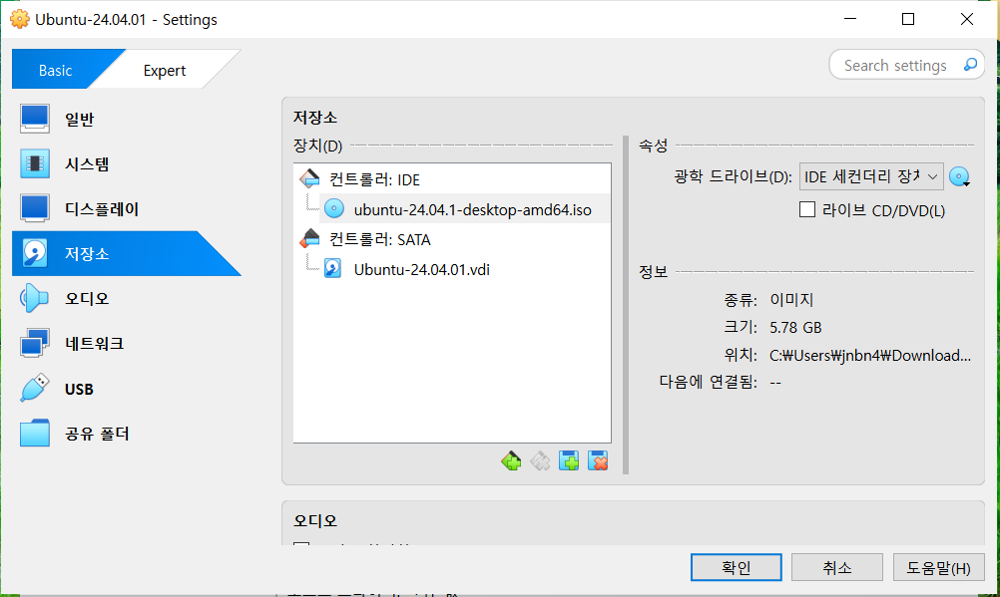 Ubuntu-24.04.01 - Settings
Basic
Expert
Search settings
일반
시스템
디스플레이
저장소
오디오
네트워크
USB
공유 폴더
저장소
장치(D)
컨트롤러: IDE
ubuntu-24.04.1-desktop-amd64.iso
컨트롤러: SATA
Ubuntu-24.04.01.vdi
속성
광학 드라이브(D): IDE 세컨더리
라이브 CD/DVD(L)
정보
종류: 이미지
크기: 5.78 GB
위치: C:₩Users₩jnbn4₩Download...
다음에 연결됨: --
오디오
확인
취소
도움말(H)